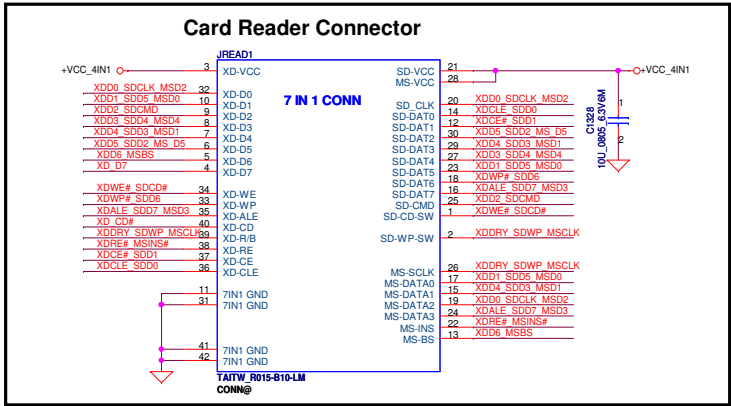 Card Reader Connector
JREAD1
+VCC_4IN1 3 XD-VCC SD-VCC 21 +VCC_4IN1
MS-VCC 28
7 IN 1 CONN
XDD0_SDCLK_MSD2 32 XD-D0 SD_CLK 20 XDD0_SDCLK_MSD2
XDD1_SDD5_MSD0 10 XD-D1 SD-DAT0 14 XDCLE_SDD0
XDD2_SDCMD 9 XD-D2 SD-DAT1 12 XDCE#_SDD1
XDD3_SDD4_MSD4 8 XD-D3 SD-DAT2 30 XDD5_SDD2_MS_D5
XDD4_SDD3_MSD1 7 XD-D4 SD-DAT3 29 XDD4_SDD3_MSD1
XDD5_SDD2_MS_D5 6 XD-D5 SD-DAT4 27 XDD3_SDD4_MSD4
XDD6_MSBS 5 XD-D6 SD-DAT5 23 XDD1_SDD5_MSD0
XD_D7 4 XD-D7 SD-DAT6 18 XDWP#_SDD6
SD-DAT7 16 XDALE_SDD7_MSD3
XDWE#_SDCD# 34 XD-WE SD-CMD 25 XDD2_SDCMD
XDWP#_SDD6 33 XD-WP SD-CD-SW 1 XDWE#_SDCD#
XDALE_SDD7_MSD3 35 XD-ALE
XD_CD# 40 XD-CD
XDDRY_SDWP_MSCLK 39 XD-R/B SD-WP-SW 2 XDDRY_SDWP_MSCLK
XDRE#_MSINS# 38 XD-RE
XDCE#_SDD1 37 XD-CE
XDCLE_SDD0 36 XD-CLE MS-SCLK 26 XDDRY_SDWP_MSCLK
MS-DATA0 17 XDD1_SDD5_MSD0
11 7IN1 GND MS-DATA1 15 XDD4_SDD3_MSD1
31 7IN1 GND MS-DATA2 19 XDD0_SDCLK_MSD2
MS-DATA3 24 XDALE_SDD7_MSD3
MS-INS 22 XDRE#_MSINS#
MS-BS 13 XDD6_MSBS
41 7IN1 GND
42 7IN1 GND
TAITW_R015-B10-LM
CONN@
C1328
10U_0805_6.3V6M
1
2